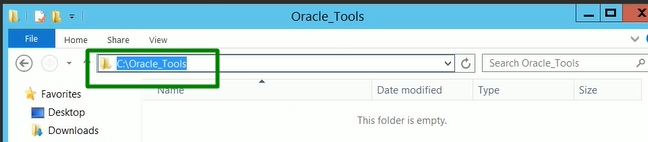 Oracle_Tools
File Home Share View
C:\Oracle_Tools Search Oracle_Tools
Favorites Name Date modified Type Size
Desktop This folder is empty.
Downloads